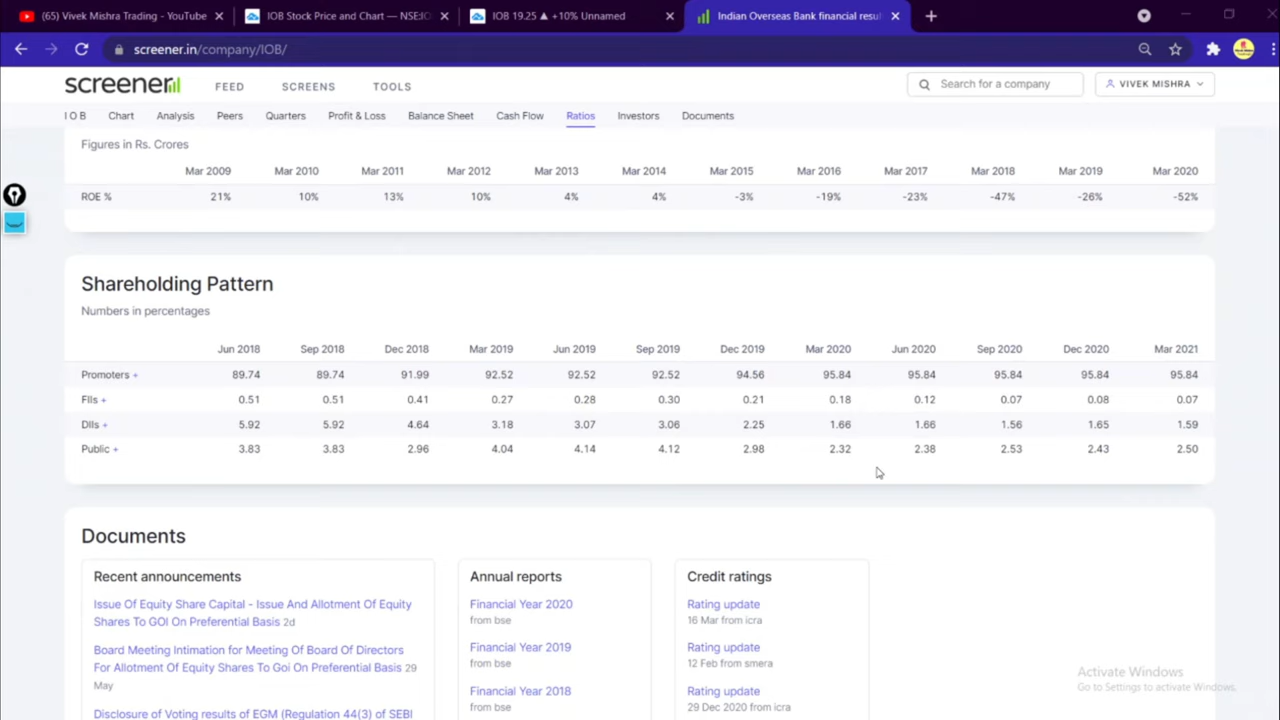 (65) Vivek Mishra Trading - YouTube
IOB Stock Price and Chart — NSE:IO
IOB 19.25 ▲ +10% Unnamed
Indian Overseas Bank financial resul
screener.in/company/IOB/
screener
FEED
SCREENS
TOOLS
Search for a company
VIVEK MISHRA
I O B
Chart
Analysis
Peers
Quarters
Profit & Loss
Balance Sheet
Cash Flow
Ratios
Investors
Documents
Figures in Rs. Crores
Mar 2009 Mar 2010 Mar 2011 Mar 2012 Mar 2013 Mar 2014 Mar 2015 Mar 2016 Mar 2017 Mar 2018 Mar 2019 Mar 2020
ROE % 21% 10% 13% 10% 4% 4% -3% -19% -23% -47% -26% -52%
Shareholding Pattern
Numbers in percentages
Jun 2018 Sep 2018 Dec 2018 Mar 2019 Jun 2019 Sep 2019 Dec 2019 Mar 2020 Jun 2020 Sep 2020 Dec 2020 Mar 2021
Promoters + 89.74 89.74 91.99 92.52 92.52 92.52 94.56 95.84 95.84 95.84 95.84 95.84
FIIs + 0.51 0.51 0.41 0.27 0.28 0.30 0.21 0.18 0.12 0.07 0.08 0.07
DIIs + 5.92 5.92 4.64 3.18 3.07 3.06 2.25 1.66 1.66 1.56 1.65 1.59
Public + 3.83 3.83 2.96 4.04 4.14 4.12 2.98 2.32 2.38 2.53 2.43 2.50
Documents
Recent announcements
Issue Of Equity Share Capital - Issue And Allotment Of Equity
Shares To GOI On Preferential Basis 2d
Board Meeting Intimation for Meeting Of Board Of Directors
For Allotment Of Equity Shares To Goi On Preferential Basis 29
May
Disclosure of Voting results of EGM (Regulation 44(3) of SEBI
Annual reports
Financial Year 2020
from bse
Financial Year 2019
from bse
Financial Year 2018
from bse
Credit ratings
Rating update
16 Mar from icra
Rating update
12 Feb from smera
Rating update
29 Dec 2020 from icra
Activate Windows
Go to Settings to activate Windows.